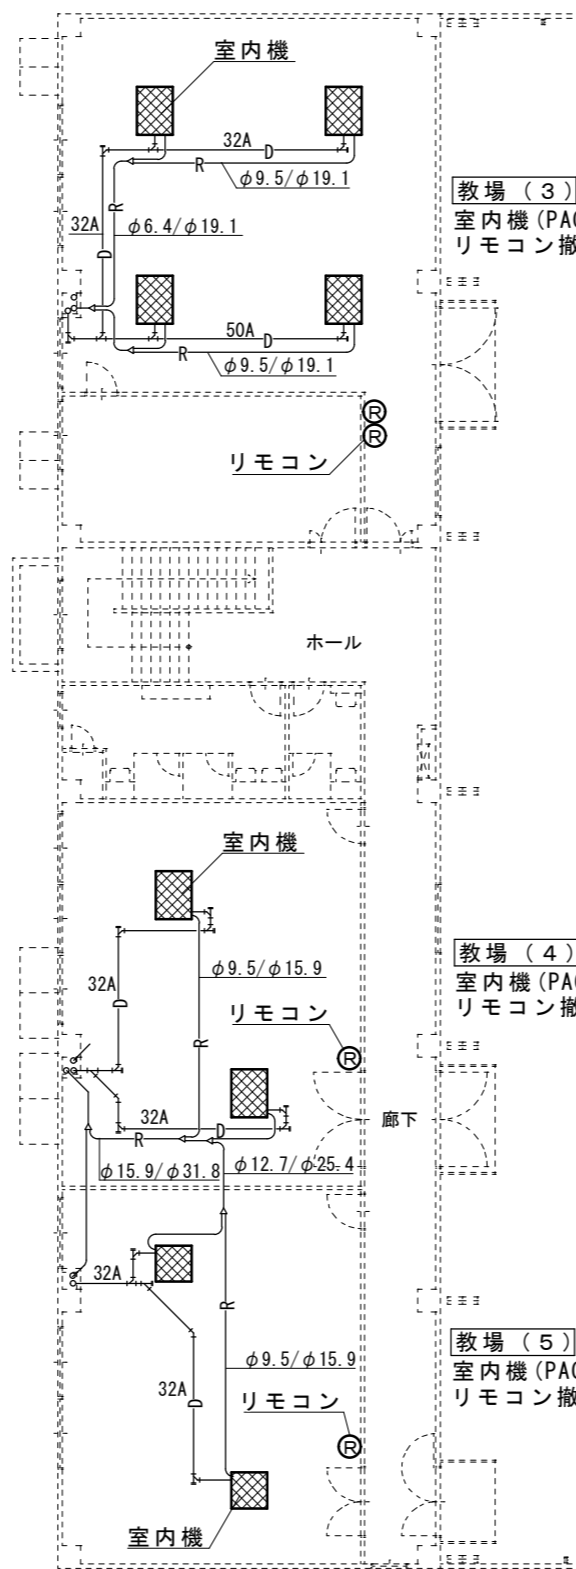 室内機
32A
D
R
φ9.5/φ19.1
教場（3）
室内機(PAC
リモコン撤
R
32A
φ6.4/φ19.1
D
50A
D
R
φ9.5/φ19.1
R
R
リモコン
ホール
室内機
φ9.5/φ15.9
32A
D
教場（4）
室内機(PAC
リモコン撤
リモコン
R
R
32A
D
R
廊下
φ15.9/φ31.8
φ12.7/φ25.4
32A
R
教場（5）
室内機(PAC
リモコン撤
φ9.5/φ15.9
32A
D
リモコン
R
室内機